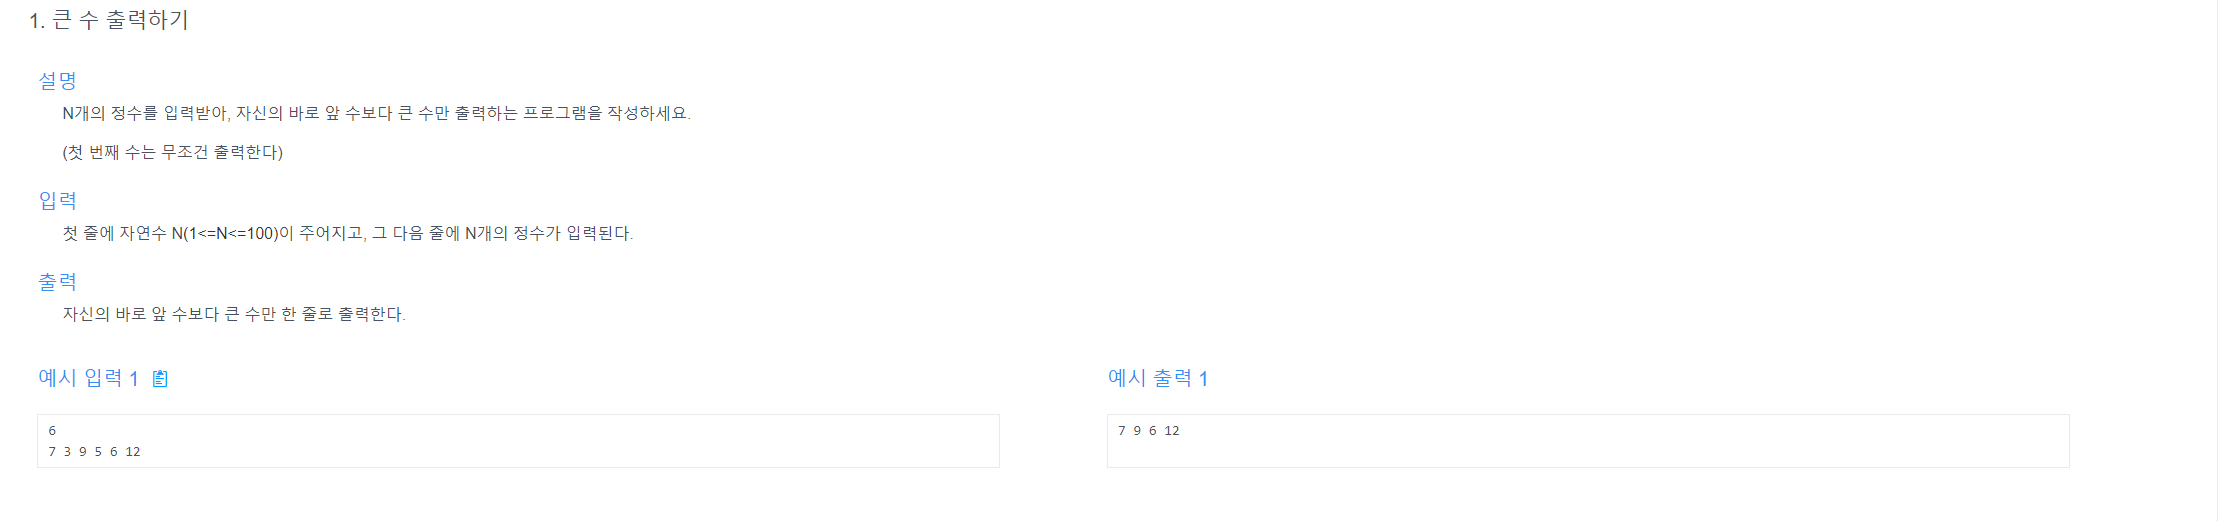 1. 큰 수 출력하기
설명
N개의 정수를 입력받아, 자신의 바로 앞 수보다 큰 수만 출력하는 프로그램을 작성하세요.
(첫 번째 수는 무조건 출력한다)
입력
첫 줄에 자연수 N(1<=N<=100)이 주어지고, 그 다음 줄에 N개의 정수가 입력된다.
출력
자신의 바로 앞 수보다 큰 수만 한 줄로 출력한다.
예시 입력 1
6
7 3 9 5 6 12
예시 출력 1
7 9 6 12